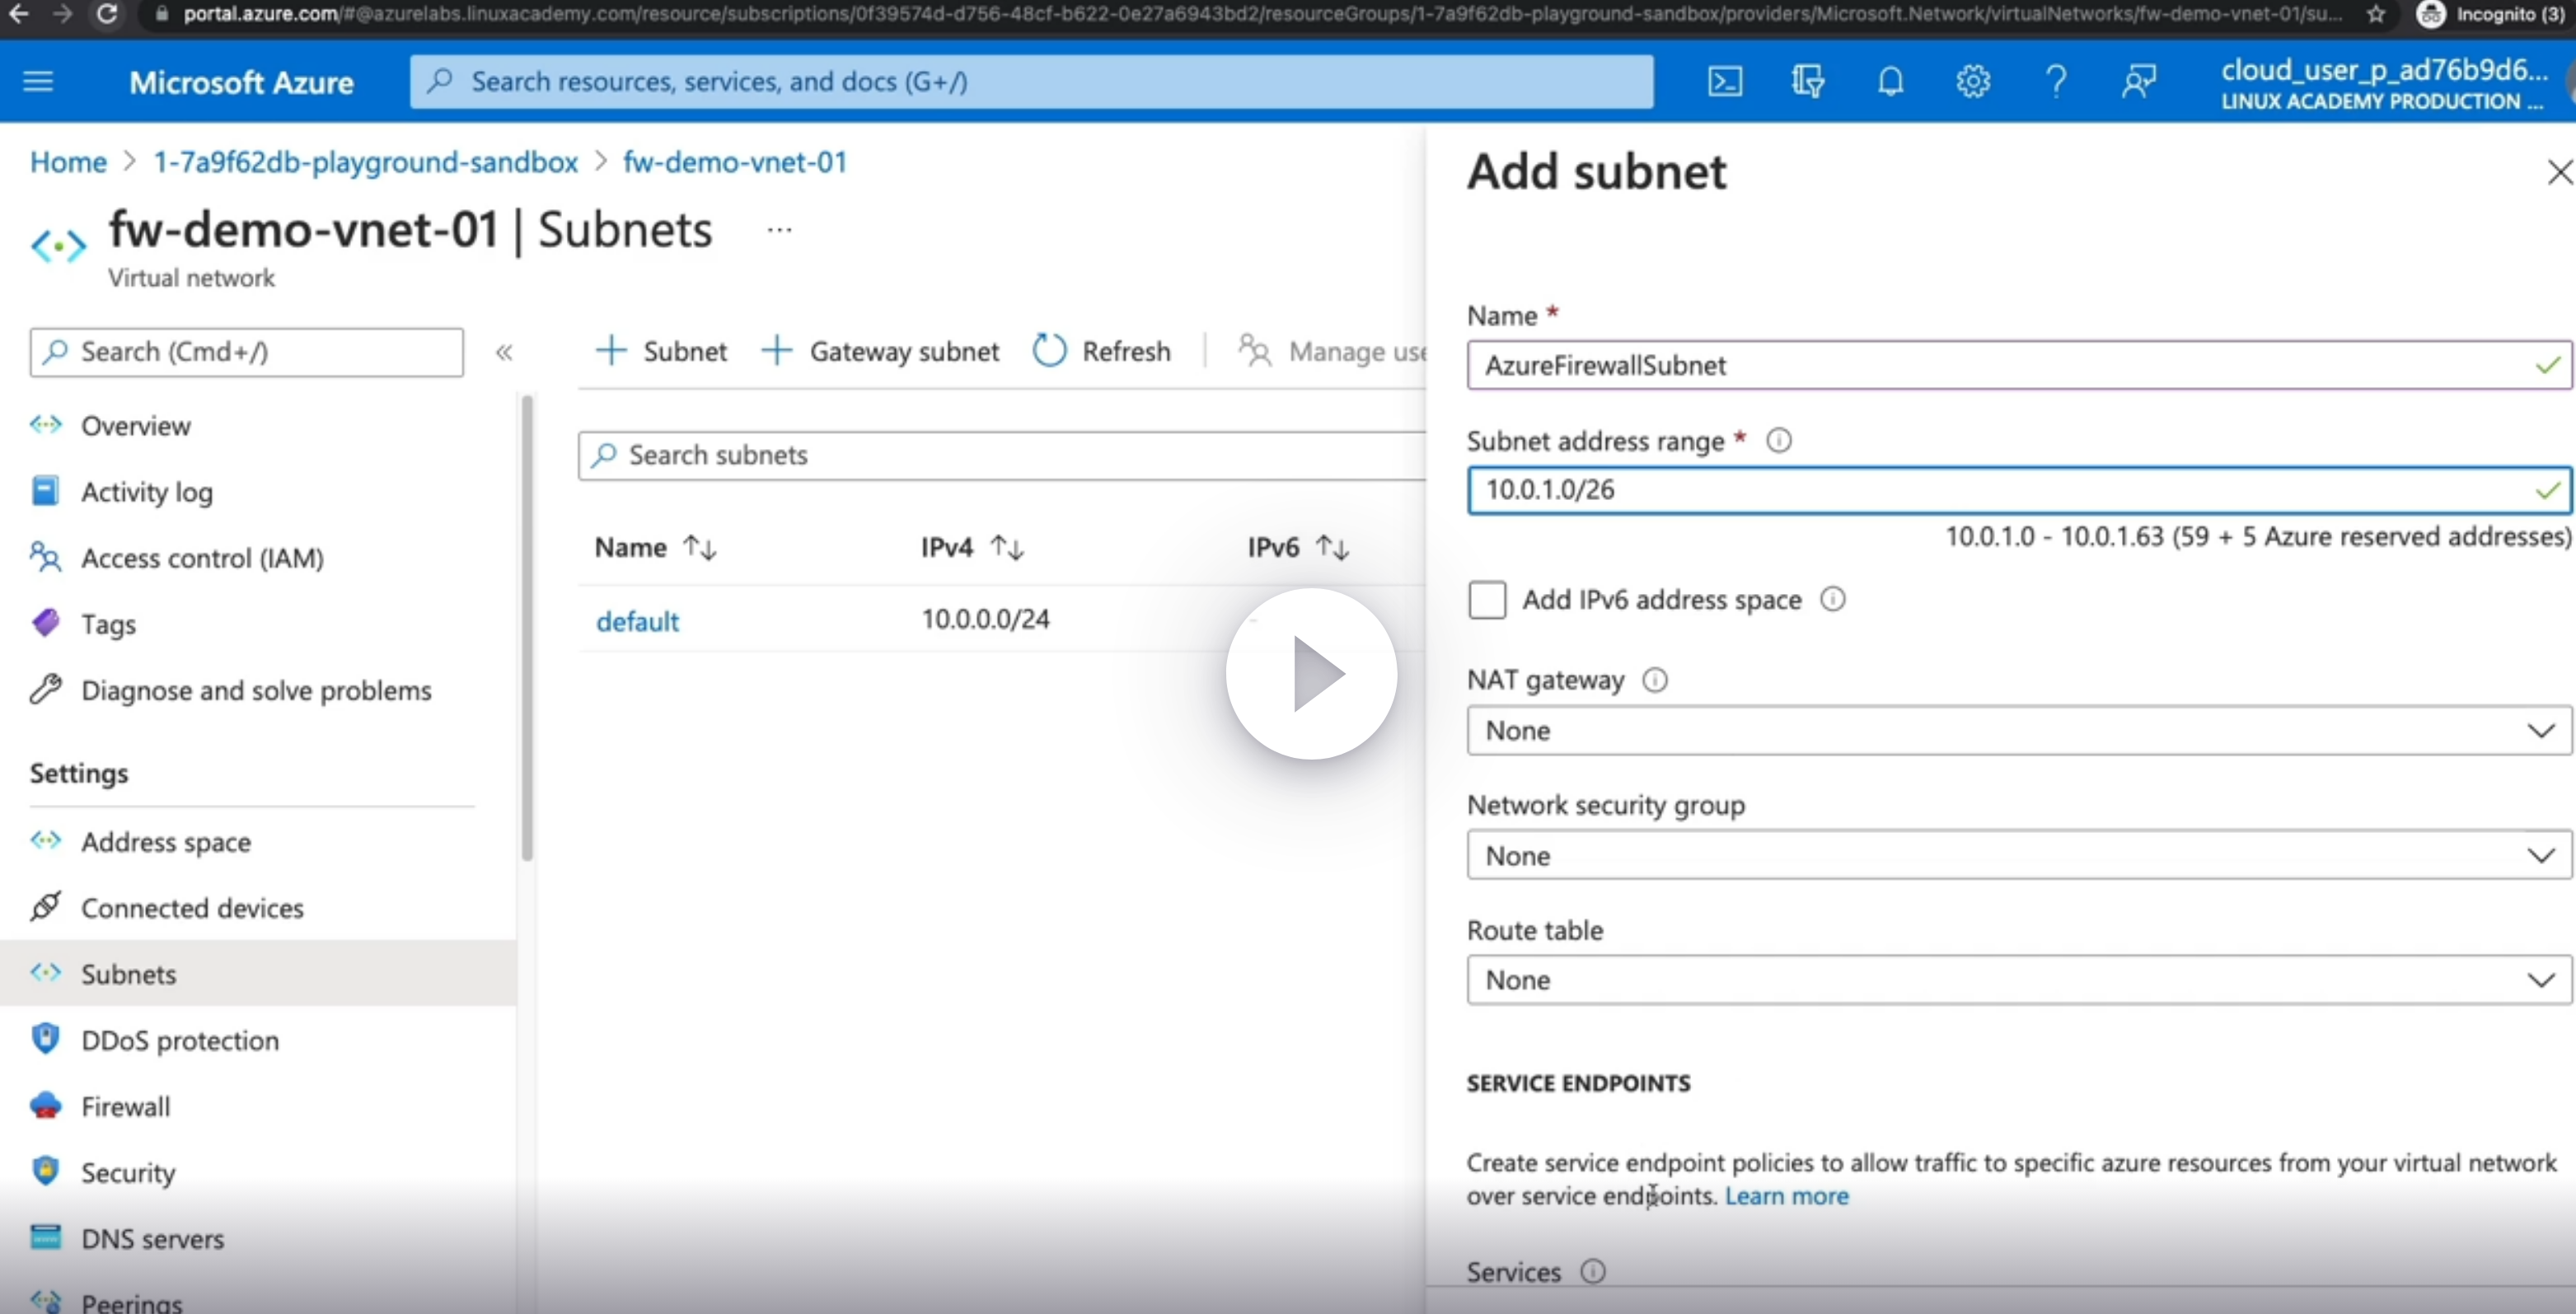 portal.azure.com/#@azurelabs.linuxacademy.com/resource/subscriptions/0f39574d-d756-48cf-b622-0e27a6943bd2/resourceGroups/1-7a9f62db-playground-sandbox/providers/Microsoft.Network/virtualNetworks/fw-demo-vnet-01/su...
Incognito (3)
Microsoft Azure
Search resources, services, and docs (G+/)
cloud_user_p_ad76b9d6...
LINUX ACADEMY PRODUCTION ...
Home > 1-7a9f62db-playground-sandbox > fw-demo-vnet-01
fw-demo-vnet-01 | Subnets ...
Virtual network
Search (Cmd+/)
«
Overview
Activity log
Access control (IAM)
Tags
Diagnose and solve problems
Settings
Address space
Connected devices
Subnets
DDoS protection
Firewall
Security
DNS servers
Peerings
+ Subnet + Gateway subnet Refresh | Manage use
Search subnets
Name ↑↓ IPv4 ↑↓ IPv6 ↑↓
default 10.0.0.0/24 -
Add subnet
Name *
AzureFirewallSubnet
Subnet address range *
10.0.1.0/26
10.0.1.0 - 10.0.1.63 (59 + 5 Azure reserved addresses)
Add IPv6 address space
NAT gateway
None
Network security group
None
Route table
None
SERVICE ENDPOINTS
Create service endpoint policies to allow traffic to specific azure resources from your virtual network
over service endpoints. Learn more
Services